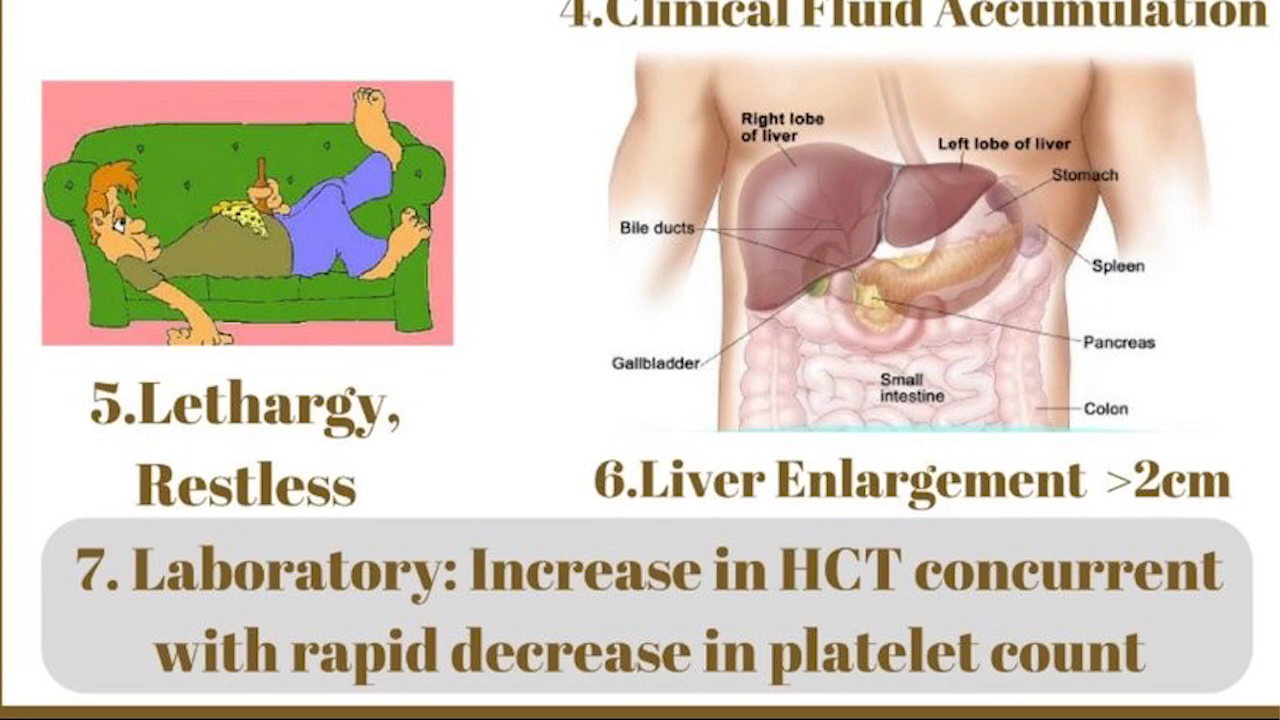 4.Clinical Fluid Accumulation
Right lobe
of liver
Left lobe of liver
Stomach
Bile ducts
Spleen
Pancreas
Gallbladder
Small
intestine
Colon
5.Lethargy,
Restless
6.Liver Enlargement >2cm
7. Laboratory: Increase in HCT concurrent
with rapid decrease in platelet count